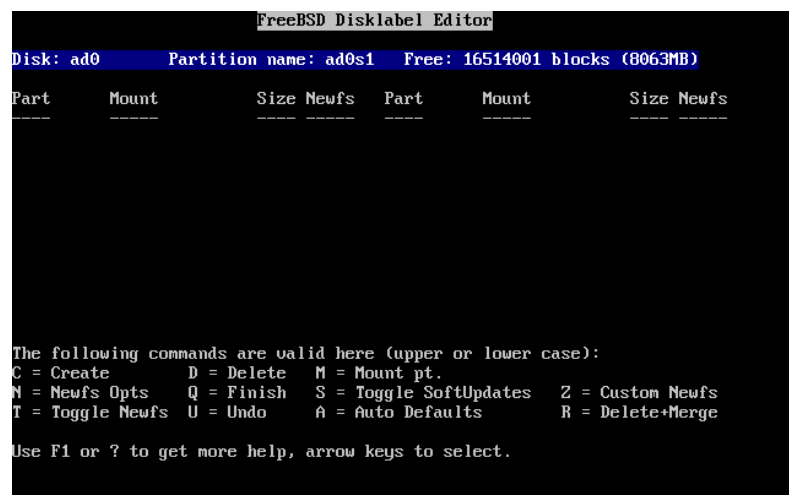 FreeBSD Disklabel Editor
Disk: ad0       Partition name: ad0s1   Free: 16514001 blocks (8063MB)
Part      Mount          Size Newfs   Part      Mount          Size Newfs
----      -----          ---- -----   ----      -----          ---- -----
The following commands are valid here (upper or lower case):
C = Create        D = Delete   M = Mount pt.
N = Newfs Opts    Q = Finish   S = Toggle SoftUpdates   Z = Custom Newfs
T = Toggle Newfs  U = Undo     A = Auto Defaults        R = Delete+Merge
Use F1 or ? to get more help, arrow keys to select.